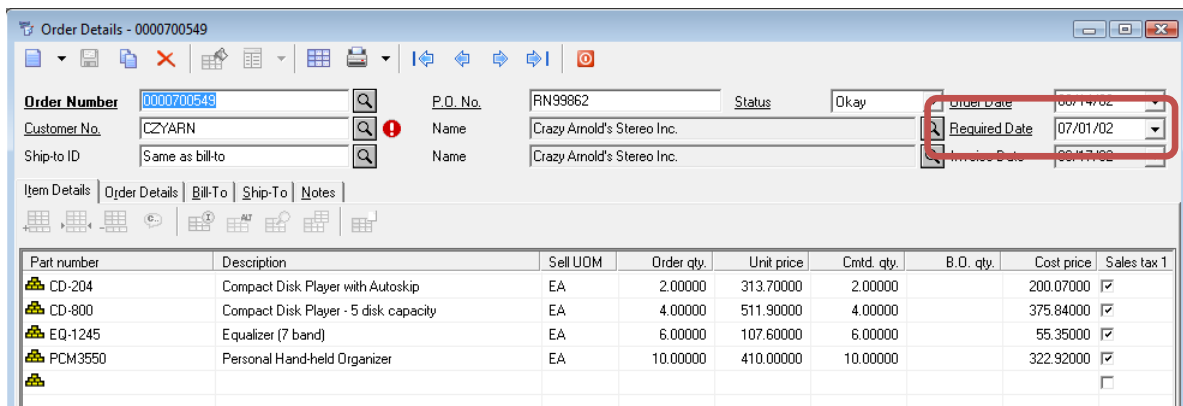 Order Details - 0000700549
Order Number 0000700549 P.O. No. RN99862 Status Okay Order Date
Customer No. CZYARN Name Crazy Arnold's Stereo Inc. Required Date 07/01/02
Ship-to ID Same as bill-to Name Crazy Arnold's Stereo Inc. Invoice Date
Item Details Order Details Bill-To Ship-To Notes
Part number Description Sell UOM Order qty. Unit price Cmtd. qty. B.O. qty. Cost price Sales tax 1
CD-204 Compact Disk Player with Autoskip EA 2.00000 313.70000 2.00000 200.07000
CD-800 Compact Disk Player - 5 disk capacity EA 4.00000 511.90000 4.00000 375.84000
EQ-1245 Equalizer (7 band) EA 6.00000 107.60000 6.00000 55.35000
PCM3550 Personal Hand-held Organizer EA 10.00000 410.00000 10.00000 322.92000